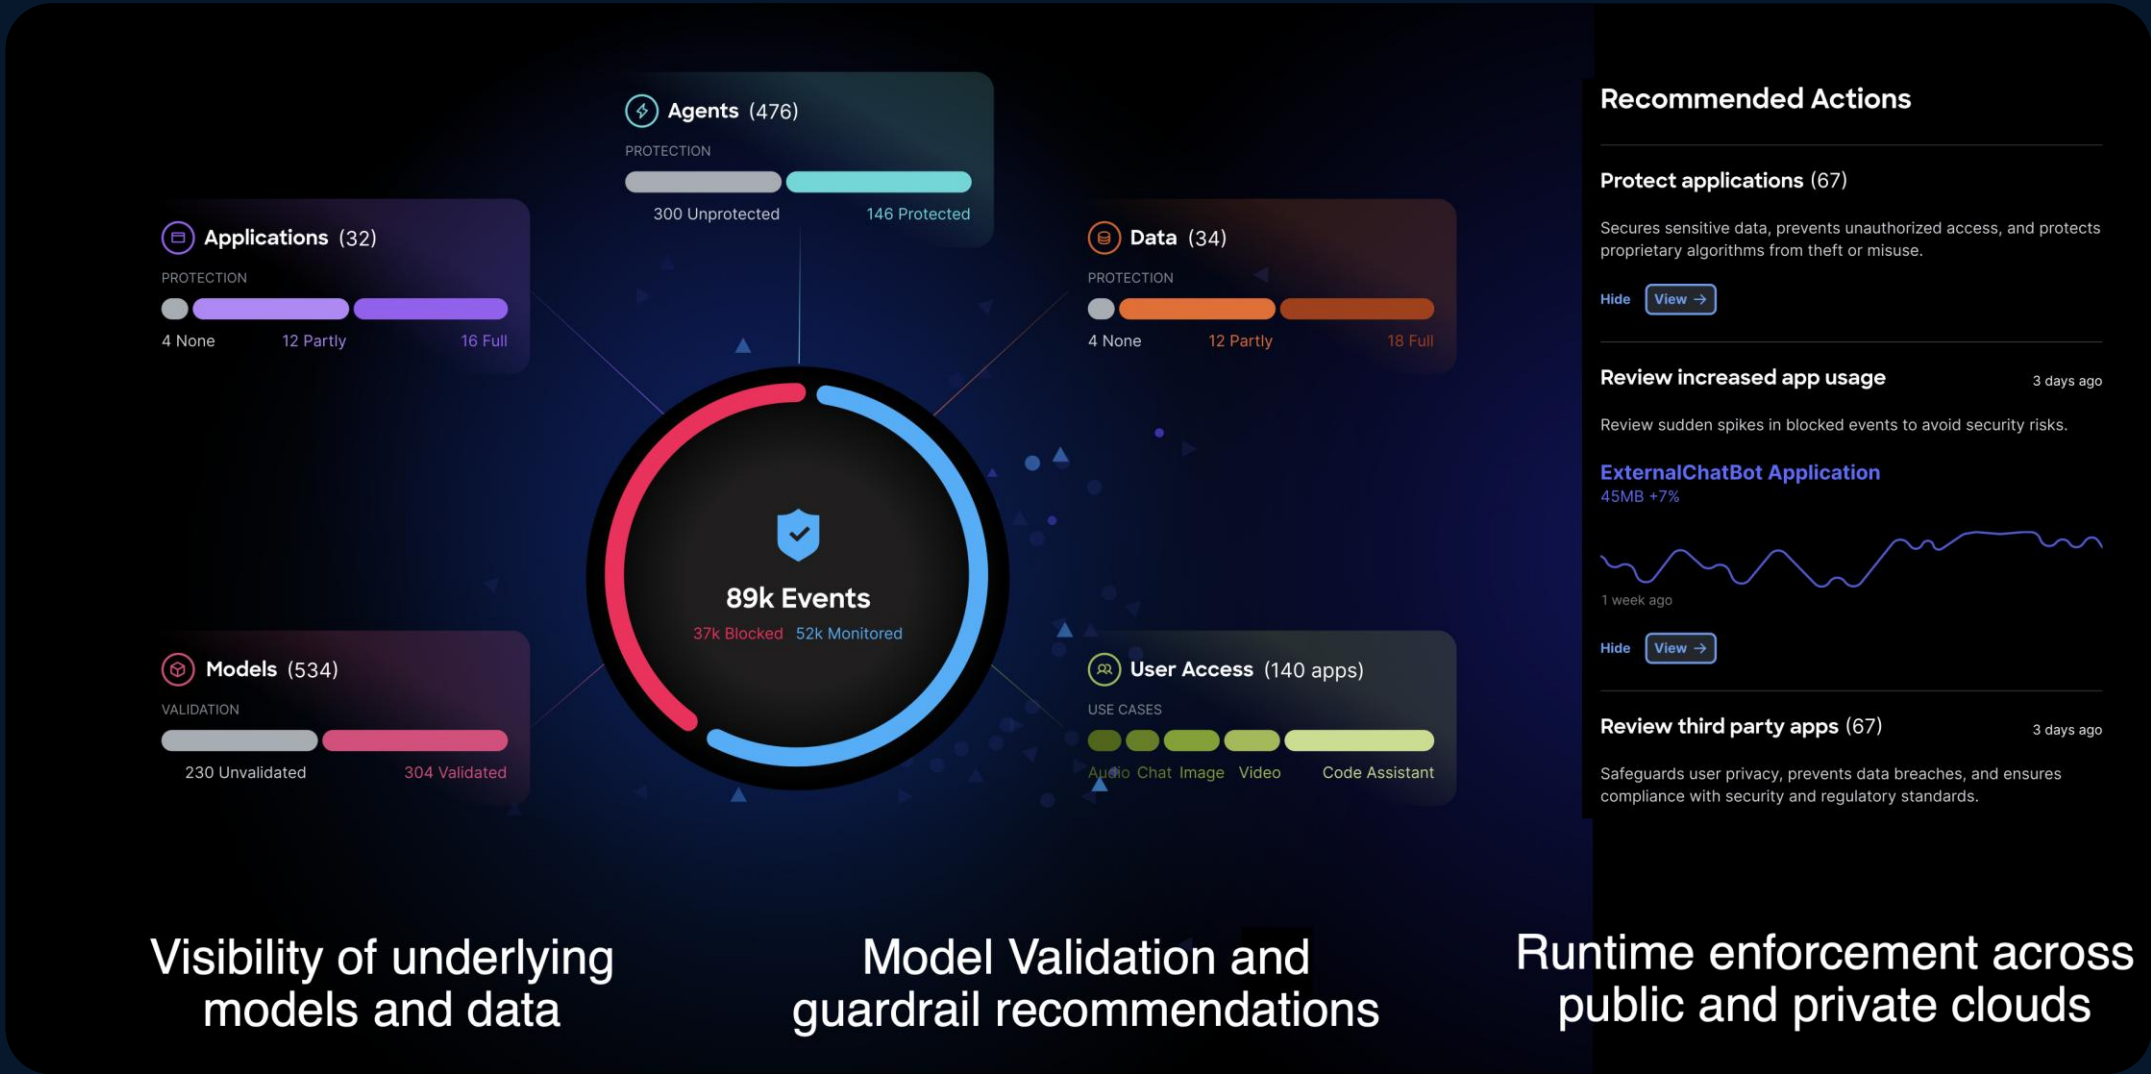 Agents (476)
PROTECTION
300 Unprotected 146 Protected
Applications (32)
PROTECTION
4 None 12 Partly 16 Full
Data (34)
PROTECTION
4 None 12 Partly 18 Full
89k Events
37k Blocked 52k Monitored
Models (534)
VALIDATION
230 Unvalidated 304 Validated
User Access (140 apps)
USE CASES
Audio Chat Image Video Code Assistant
Recommended Actions
Protect applications (67)
Secures sensitive data, prevents unauthorized access, and protects
proprietary algorithms from theft or misuse.
Hide View →
Review increased app usage 3 days ago
Review sudden spikes in blocked events to avoid security risks.
ExternalChatBot Application
45MB +7%
1 week ago
Hide View →
Review third party apps (67) 3 days ago
Safeguards user privacy, prevents data breaches, and ensures
compliance with security and regulatory standards.
Visibility of underlying
models and data
Model Validation and
guardrail recommendations
Runtime enforcement across
public and private clouds